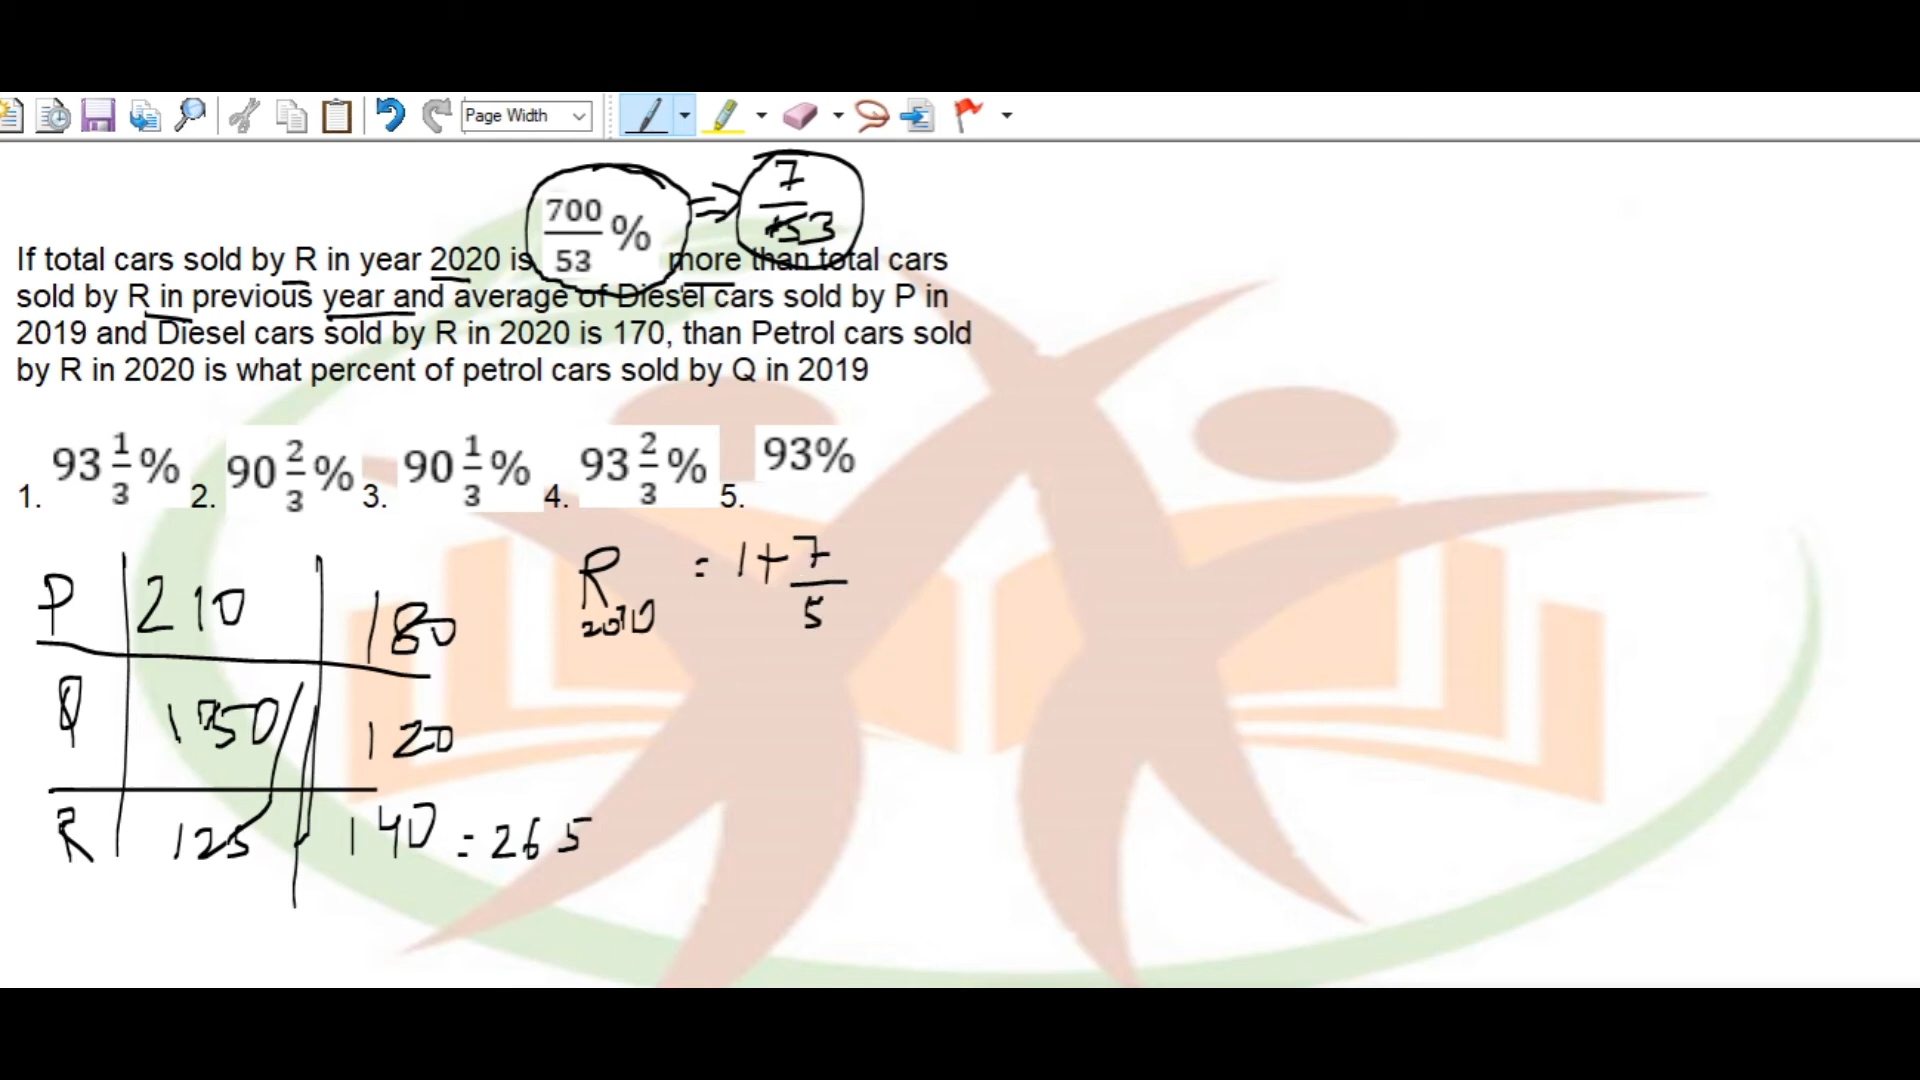 Page Width
7
700/53 % => 7/53
If total cars sold by R in year 2020 is more than total cars
sold by R in previous year and average of Diesel cars sold by P in
2019 and Diesel cars sold by R in 2020 is 170, than Petrol cars sold
by R in 2020 is what percent of petrol cars sold by Q in 2019
1. 93 1/3 % 2. 90 2/3 % 3. 90 1/3 % 4. 93 2/3 % 5. 93%
R = 1 + 7/5
P 210 180
Q 120
R 125 140 = 265